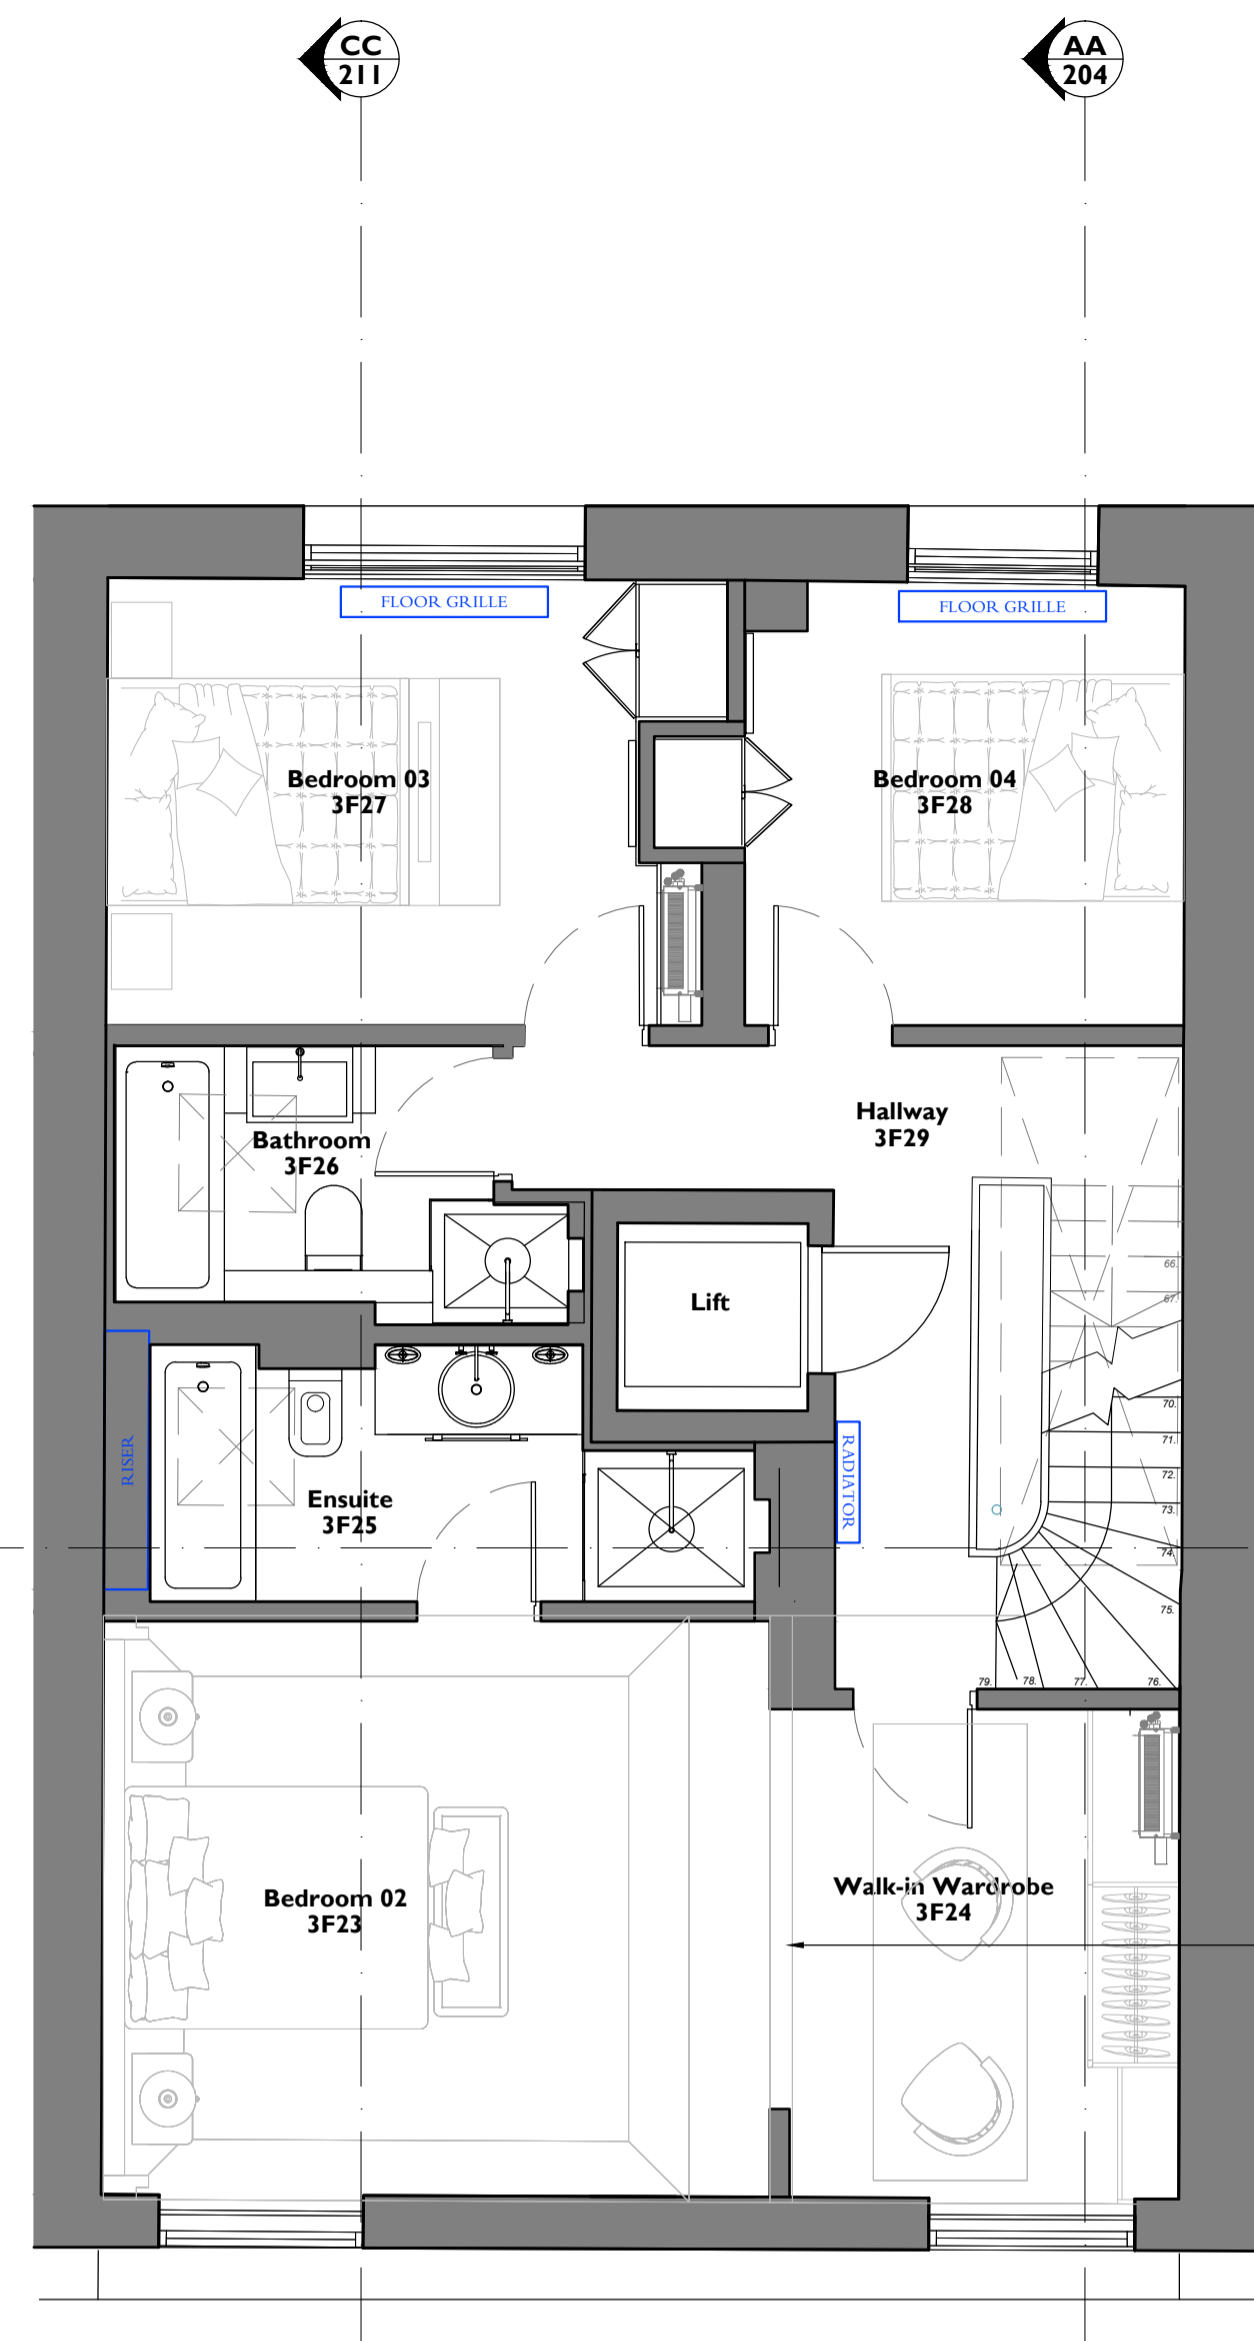 CC
211
AA
204
FLOOR GRILLE
FLOOR GRILLE
Bedroom 03
3F27
Bedroom 04
3F28
Hallway
3F29
Bathroom
3F26
66.
67.
Lift
70.
71.
RADIATOR
RISER
72.
Ensuite
3F25
73.
74.
75.
79.
78.
77.
76.
Walk-in Wardrobe
3F24
Bedroom 02
3F23